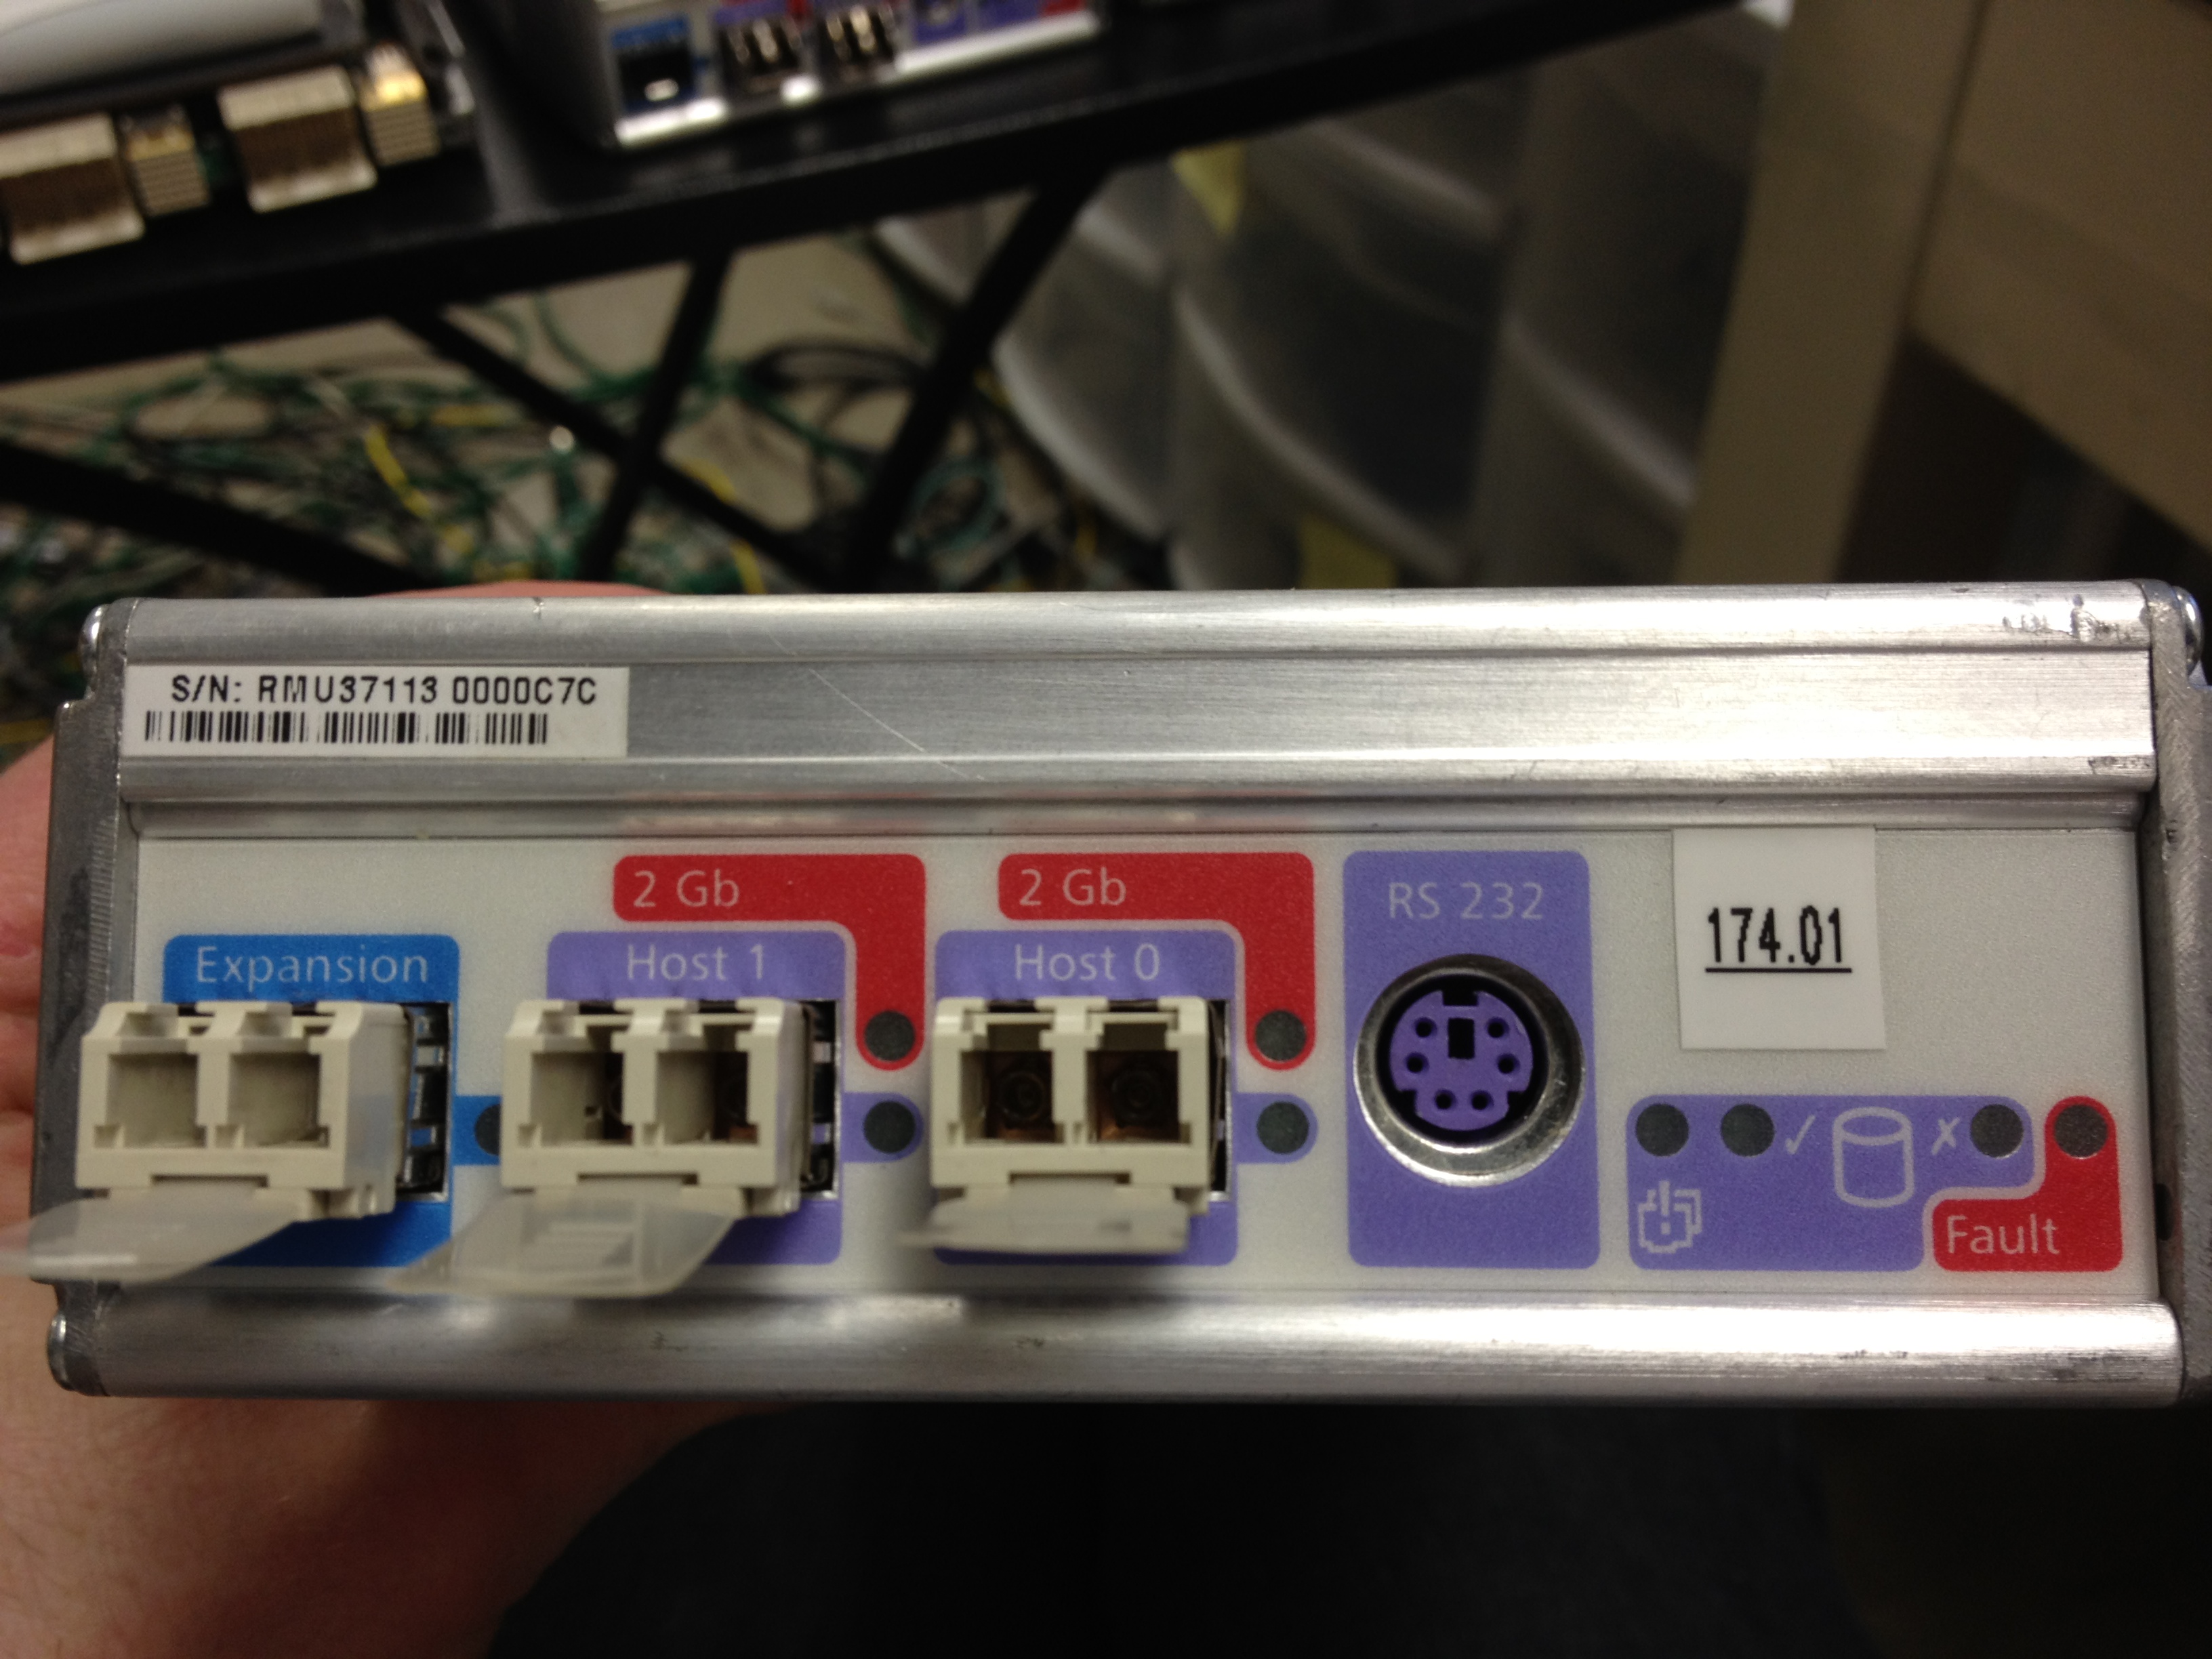 S/N: RMU37113 0000C7C
2 Gb
2 Gb
RS 232
174.01
Expansion
Host 1
Host 0
Fault